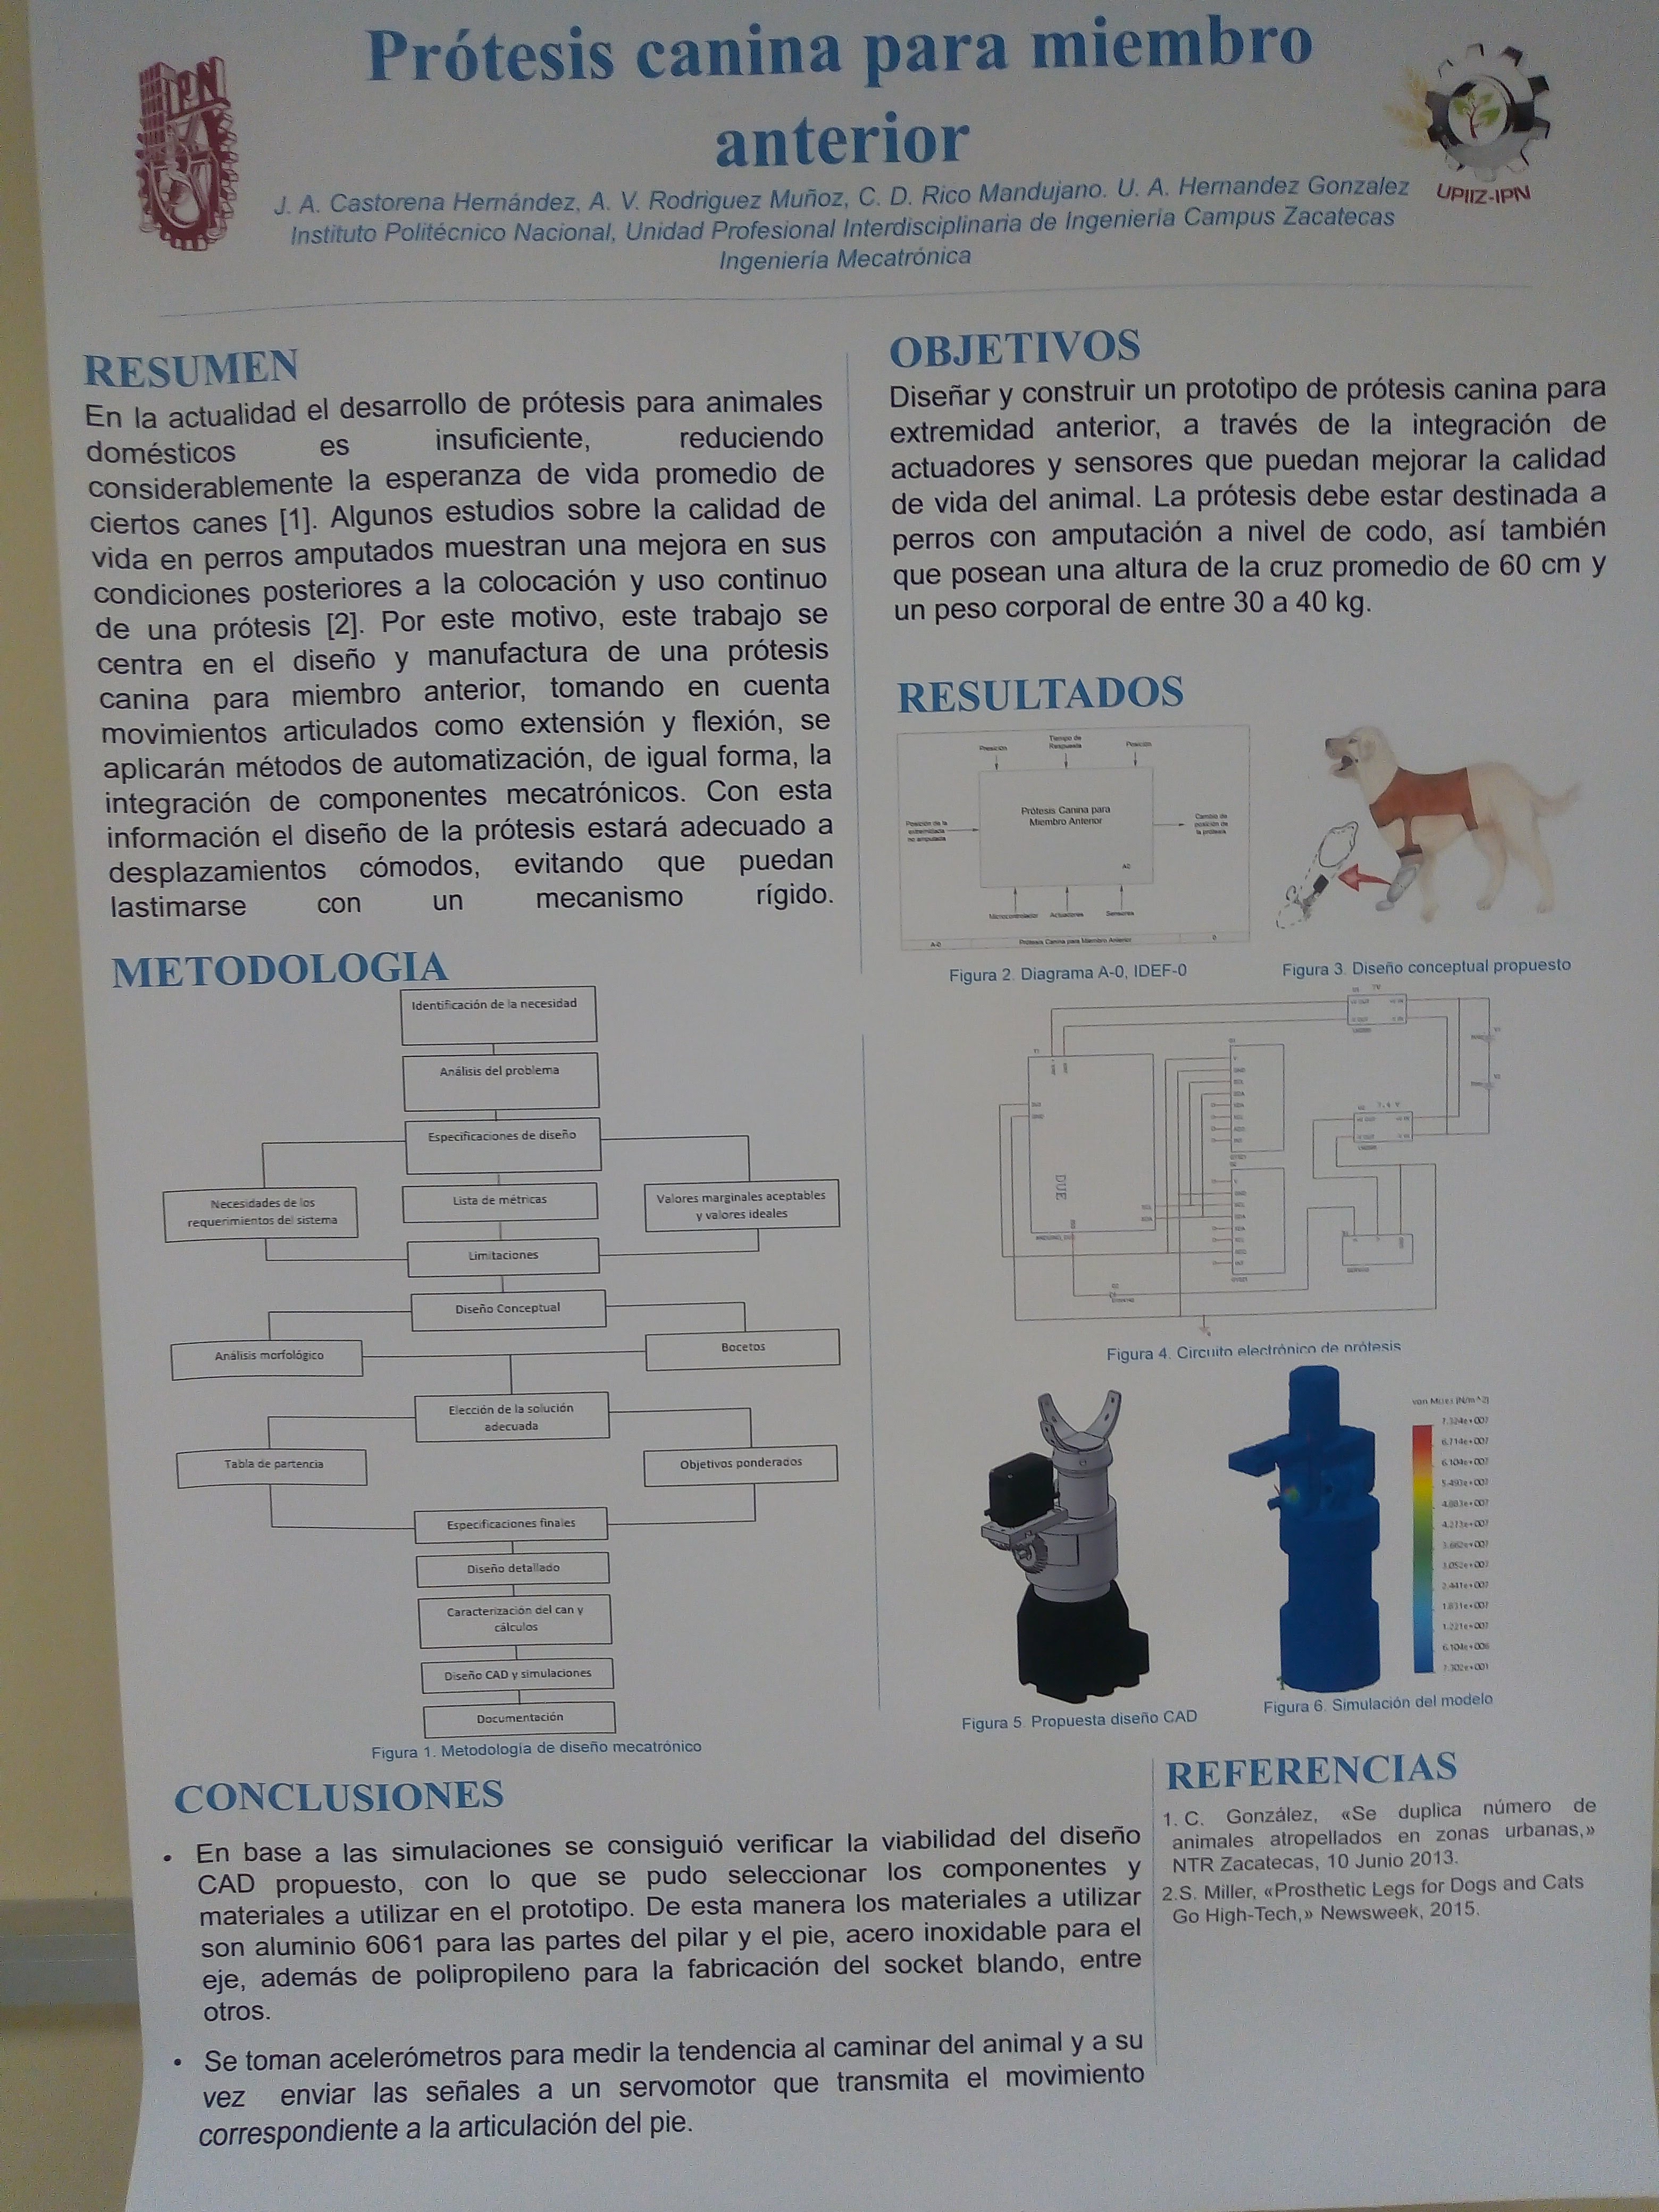 Prótesis canina para miembro
anterior
IPN
UPIIZ-IPN
J. A. Castorena Hernández, A. V. Rodriguez Muñoz, C. D. Rico Mandujano. U. A. Hernandez Gonzalez
Instituto Politécnico Nacional, Unidad Profesional Interdisciplinaria de Ingeniería Campus Zacatecas
Ingeniería Mecatrónica
RESUMEN
En la actualidad el desarrollo de prótesis para animales
domésticos es insuficiente, reduciendo
considerablemente la esperanza de vida promedio de
ciertos canes [1]. Algunos estudios sobre la calidad de
vida en perros amputados muestran una mejora en sus
condiciones posteriores a la colocación y uso continuo
de una prótesis [2]. Por este motivo, este trabajo se
centra en el diseño y manufactura de una prótesis
canina para miembro anterior, tomando en cuenta
movimientos articulados como extensión y flexión, se
aplicarán métodos de automatización, de igual forma, la
integración de componentes mecatrónicos. Con esta
información el diseño de la prótesis estará adecuado a
desplazamientos cómodos, evitando que puedan
lastimarse con un mecanismo rígido.
METODOLOGIA
Identificación de la necesidad
Análisis del problema
Especificaciones de diseño
Necesidades de los
requerimientos del sistema
Lista de métricas
Valores marginales aceptables
y valores ideales
Limitaciones
Diseño Conceptual
Análisis morfológico
Bocetos
Elección de la solución
adecuada
Tabla de partencia
Objetivos ponderados
Especificaciones finales
Diseño detallado
Caracterización del can y
cálculos
Diseño CAD y simulaciones
Documentación
Figura 1. Metodología de diseño mecatrónico
OBJETIVOS
Diseñar y construir un prototipo de prótesis canina para
extremidad anterior, a través de la integración de
actuadores y sensores que puedan mejorar la calidad
de vida del animal. La prótesis debe estar destinada a
perros con amputación a nivel de codo, así también
que posean una altura de la cruz promedio de 60 cm y
un peso corporal de entre 30 a 40 kg.
RESULTADOS
Tiempo de
Respuesta
Posición
Prótesis Canina para
Miembro Anterior
A0
Posición de la
extremidad
no amputada
Cambio de
posición de
la prótesis
Microcontrolador Actuadores Sensores
A-0 Prótesis Canina para Miembro Anterior 0
Figura 2. Diagrama A-0, IDEF-0
Figura 3. Diseño conceptual propuesto
7V
7.4 V
DUE
Figura 4. Circuito electrónico de prótesis
von Mises (N/m^2)
7.324e+007
6.714e+007
6.104e+007
5.493e+007
4.883e+007
4.273e+007
3.662e+007
3.052e+007
2.441e+007
1.831e+007
1.221e+007
6.104e+006
7.302e+001
Figura 5. Propuesta diseño CAD
Figura 6. Simulación del modelo
CONCLUSIONES
• En base a las simulaciones se consiguió verificar la viabilidad del diseño
CAD propuesto, con lo que se pudo seleccionar los componentes y
materiales a utilizar en el prototipo. De esta manera los materiales a utilizar
son aluminio 6061 para las partes del pilar y el pie, acero inoxidable para el
eje, además de polipropileno para la fabricación del socket blando, entre
otros.
• Se toman acelerómetros para medir la tendencia al caminar del animal y a su
vez enviar las señales a un servomotor que transmita el movimiento
correspondiente a la articulación del pie.
REFERENCIAS
1. C. González, «Se duplica número de
animales atropellados en zonas urbanas,»
NTR Zacatecas, 10 Junio 2013.
2.S. Miller, «Prosthetic Legs for Dogs and Cats
Go High-Tech,» Newsweek, 2015.